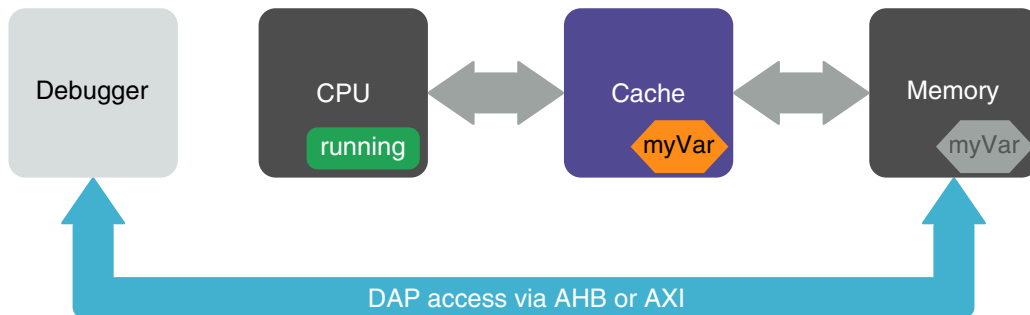 Debugger
CPU
running
Cache
myVar
Memory
myVar
DAP access via AHB or AXI